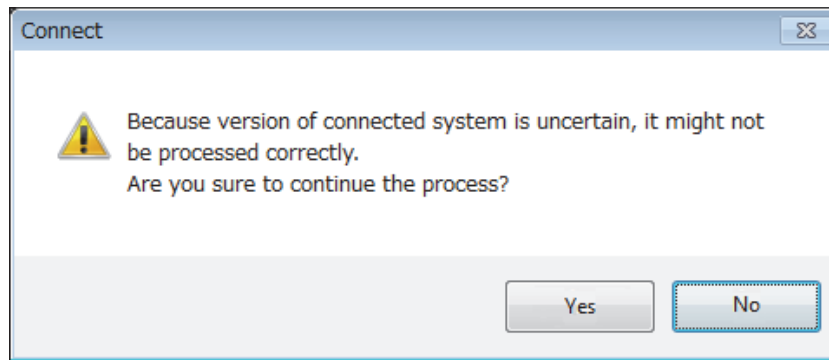 Connect
Because version of connected system is uncertain, it might not
be processed correctly.
Are you sure to continue the process?
Yes No